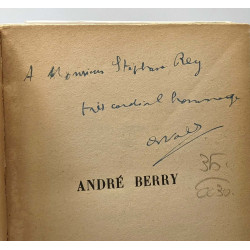 A Monsieur Stephane Rey
très cordial hommage
35.
ANDRÉ BERRY